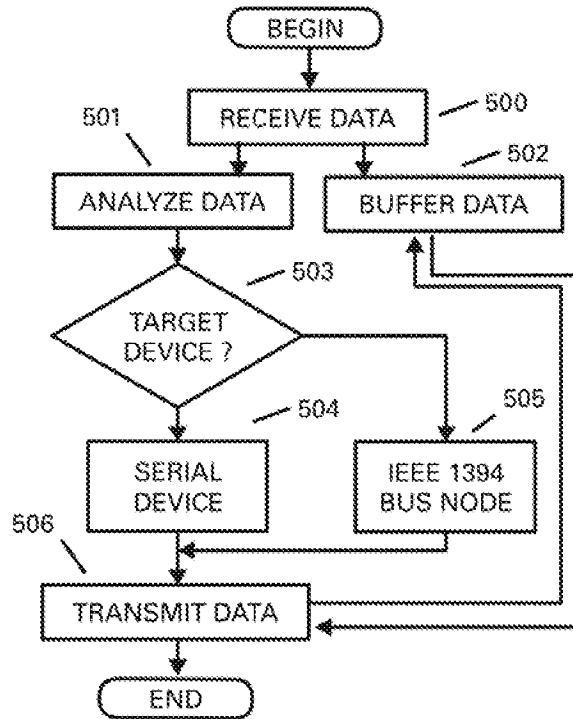 BEGIN
RECEIVE DATA
500
501
ANALYZE DATA
502
BUFFER DATA
503
TARGET
DEVICE ?
504
SERIAL
DEVICE
505
IEEE 1394
BUS NODE
506
TRANSMIT DATA
END